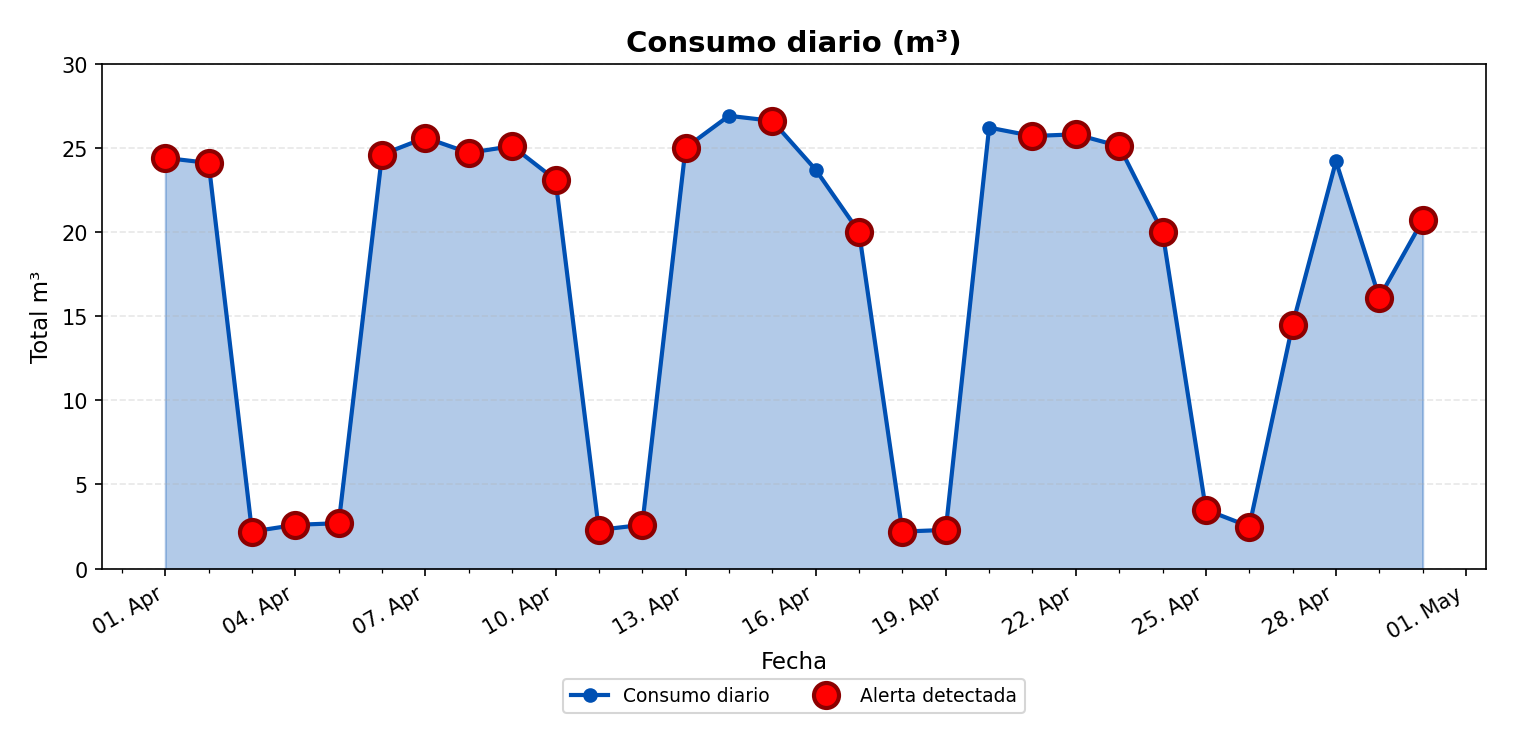 Consumo diario (m³)
Total m³
30
25
20
15
10
5
0
01. Apr
04. Apr
07. Apr
10. Apr
13. Apr
16. Apr
19. Apr
22. Apr
25. Apr
28. Apr
01. May
Fecha
Consumo diario
Alerta detectada